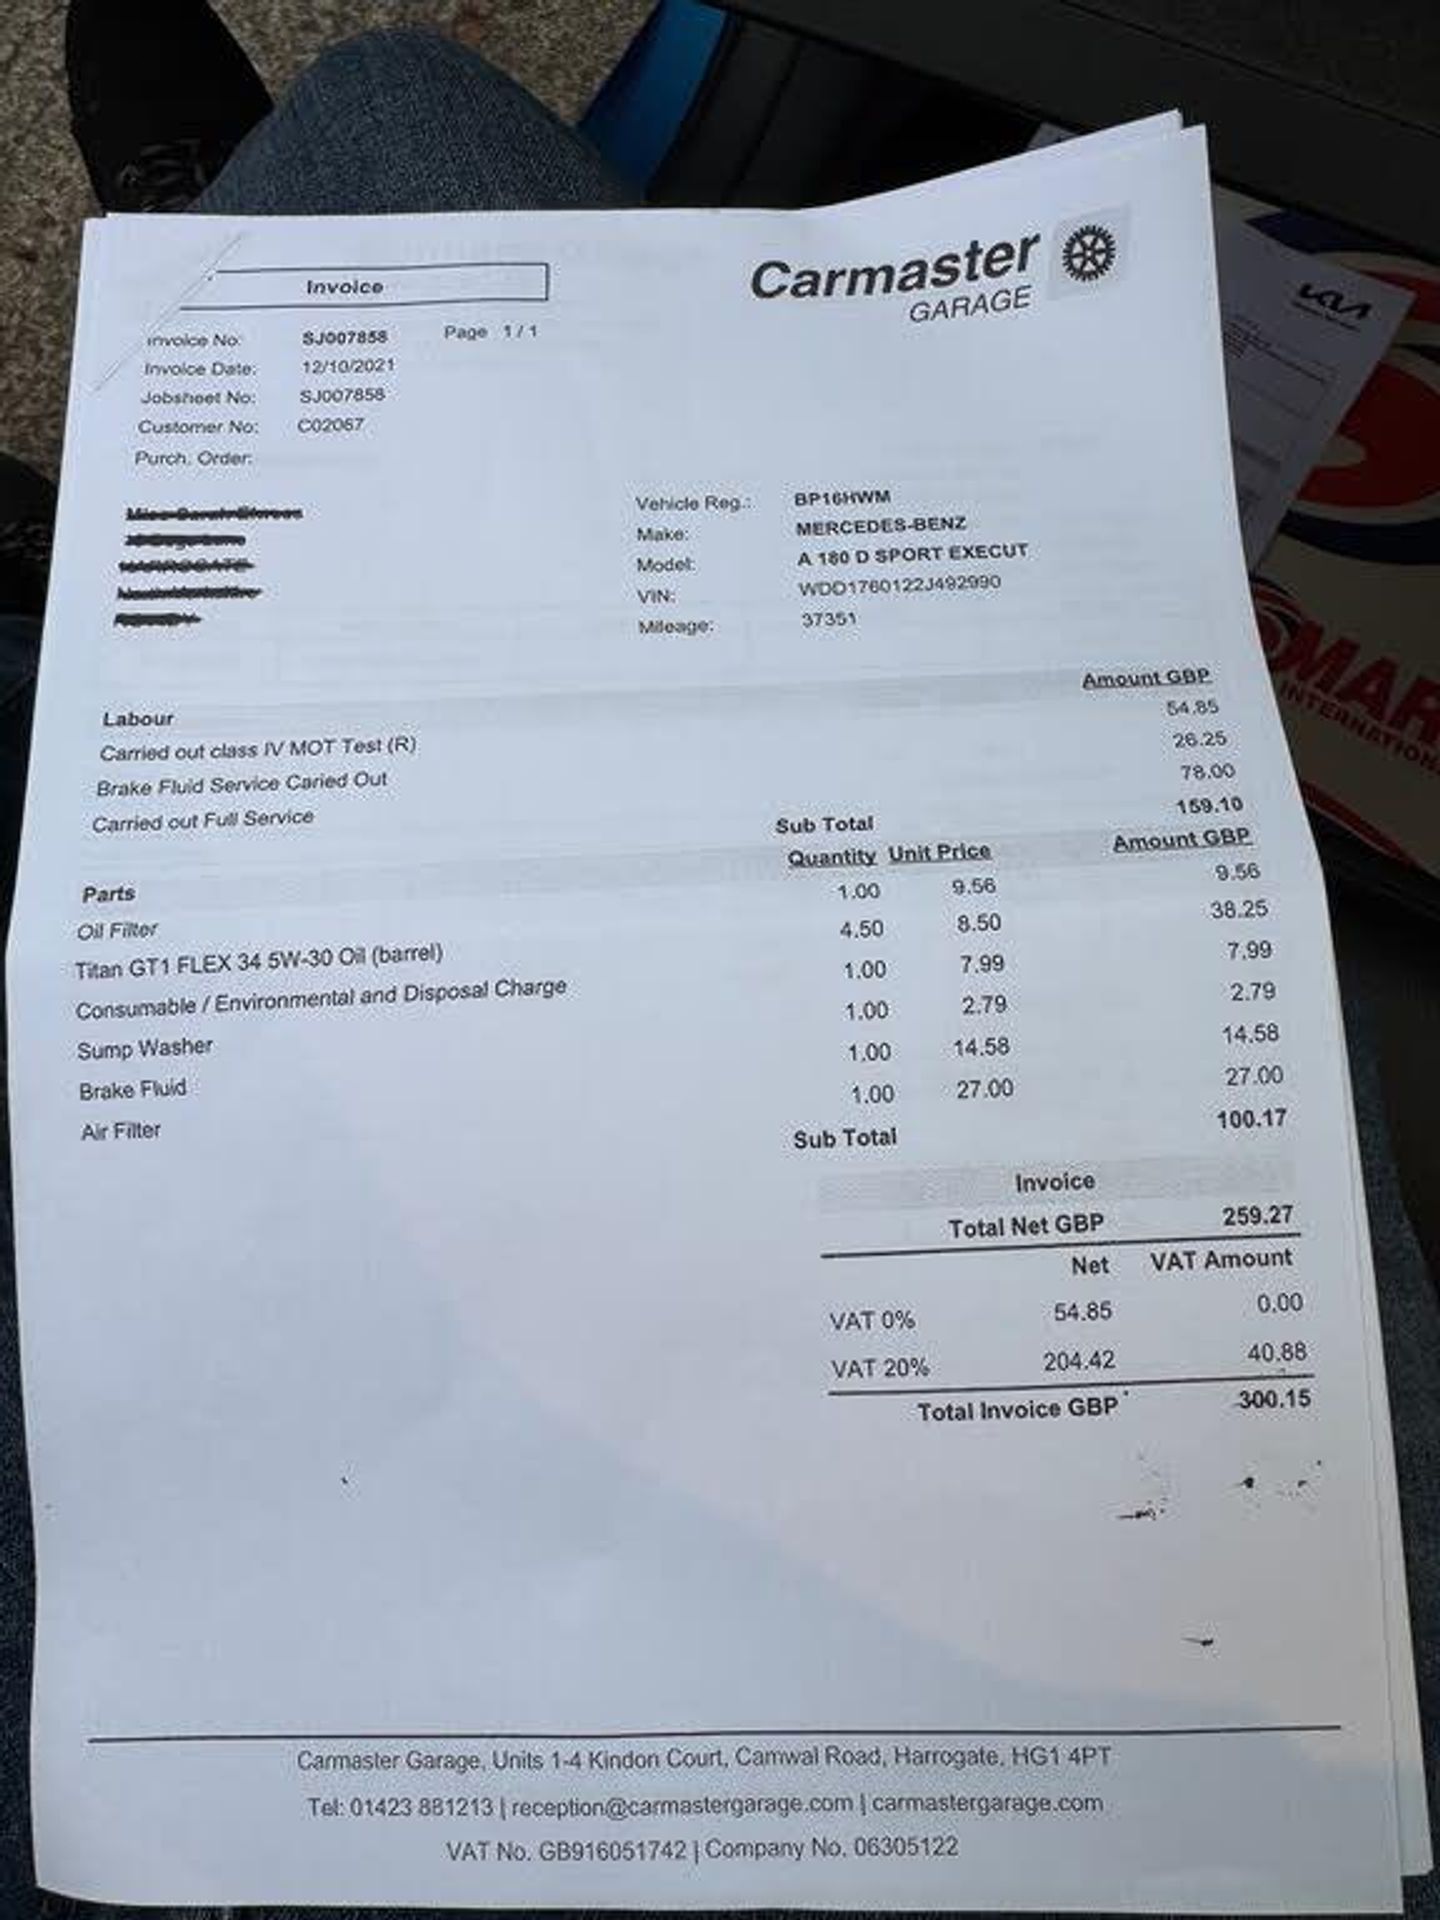 Carmaster
GARAGE
Invoice
Invoice No: SJ007858 Page 1 / 1
Invoice Date: 12/10/2021
Jobsheet No: SJ007858
Customer No: C02067
Purch. Order:
Vehicle Reg.: BP16HWM
Make: MERCEDES-BENZ
Model: A 180 D SPORT EXECUT
VIN: WDD1760122J492990
Mileage: 37351
Labour Amount GBP
Carried out class IV MOT Test (R) 54.85
Brake Fluid Service Caried Out 26.25
Carried out Full Service 78.00
Sub Total 159.10
Parts Quantity Unit Price Amount GBP
Oil Filter 1.00 9.56 9.56
Titan GT1 FLEX 34 5W-30 Oil (barrel) 4.50 8.50 38.25
Consumable / Environmental and Disposal Charge 1.00 7.99 7.99
Sump Washer 1.00 2.79 2.79
Brake Fluid 1.00 14.58 14.58
Air Filter 1.00 27.00 27.00
Sub Total 100.17
Invoice
Total Net GBP 259.27
Net VAT Amount
VAT 0% 54.85 0.00
VAT 20% 204.42 40.88
Total Invoice GBP 300.15
Carmaster Garage, Units 1-4 Kindon Court, Camwal Road, Harrogate, HG1 4PT
Tel: 01423 881213 | reception@carmastergarage.com | carmastergarage.com
VAT No. GB916051742 | Company No. 06305122
KIA